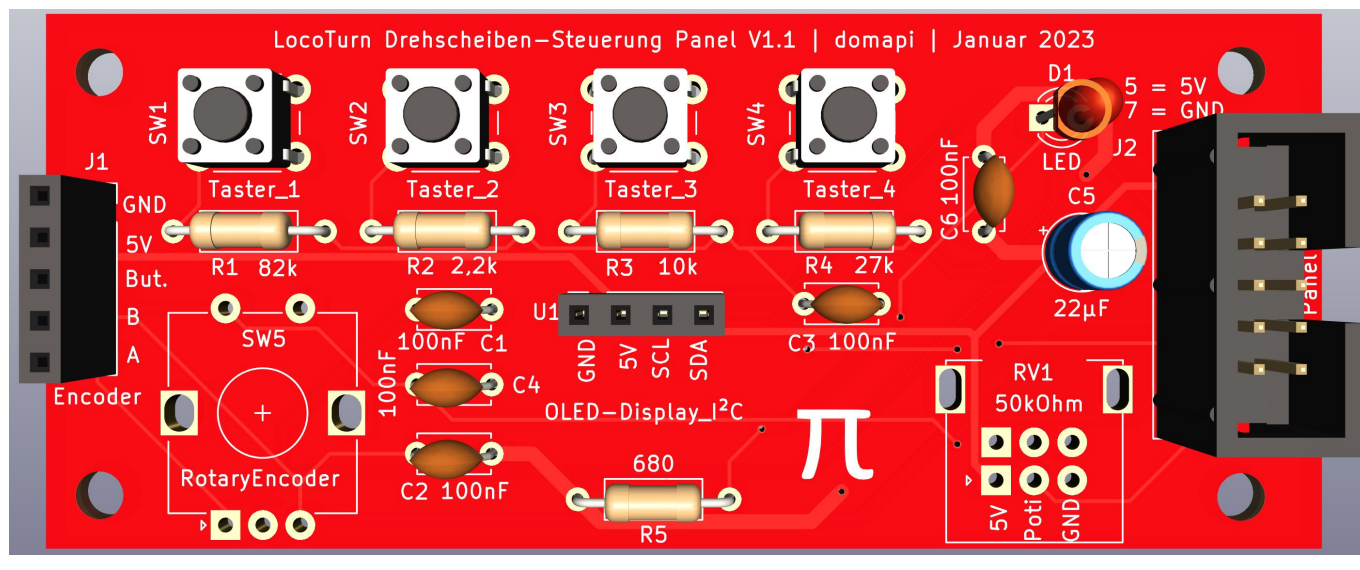 LocoTurn Drehscheiben-Steuerung Panel V1.1 | domapi | Januar 2023
SW1
SW2
SW3
SW4
D1
5 = 5V
7 = GND
J2
LED
J1
Taster_1
Taster_2
Taster_3
Taster_4
C6 100nF
C5
+
GND
5V
But.
B
A
Encoder
R1 82k
R2 2,2k
R3 10k
R4 27k
22µF
Panel
SW5
RotaryEncoder
100nF C1
100nF
C4
C2 100nF
U1
GND
5V
SCL
SDA
OLED-Display_I²C
C3 100nF
π
680
R5
RV1
50kOhm
5V
Poti
GND